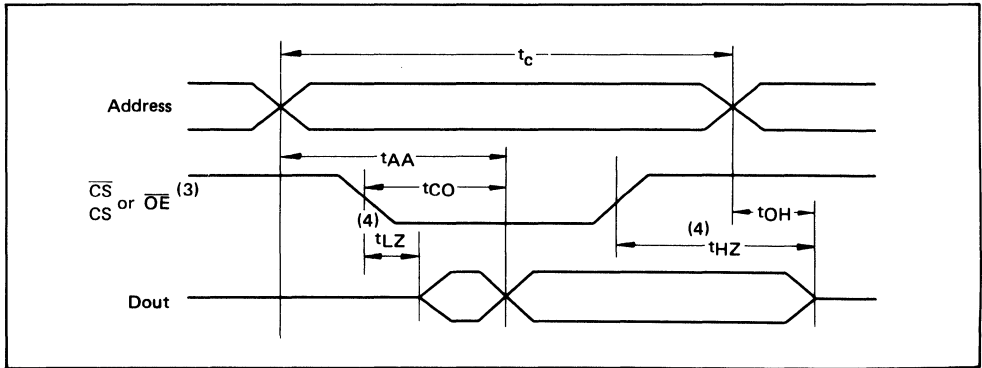 tc
Address
tAA
CS
CS or OE (3)
tCO
(4)
tLZ
tOH
(4)
tHZ
Dout